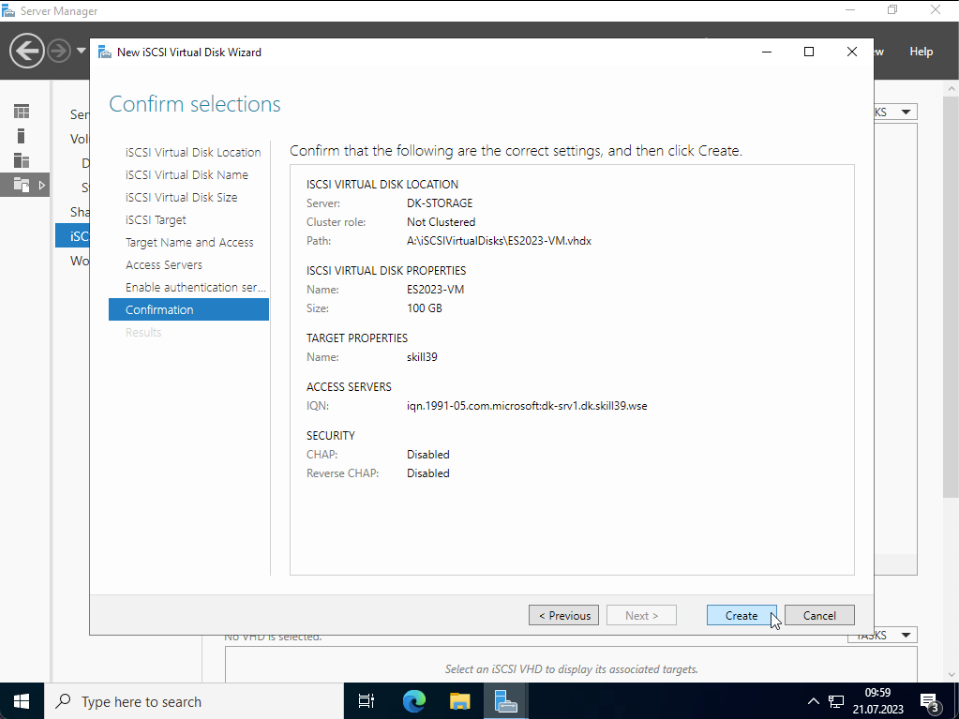 Server Manager
New iSCSI Virtual Disk Wizard
Help
Confirm selections
iSCSI Virtual Disk Location
iSCSI Virtual Disk Name
iSCSI Virtual Disk Size
iSCSI Target
Target Name and Access
Access Servers
Enable authentication ser...
Confirmation
Results
Confirm that the following are the correct settings, and then click Create.
ISCSI VIRTUAL DISK LOCATION
Server: DK-STORAGE
Cluster role: Not Clustered
Path: A:\iSCSIVirtualDisks\ES2023-VM.vhdx
ISCSI VIRTUAL DISK PROPERTIES
Name: ES2023-VM
Size: 100 GB
TARGET PROPERTIES
Name: skill39
ACCESS SERVERS
IQN: iqn.1991-05.com.microsoft:dk-srv1.dk.skill39.wse
SECURITY
CHAP: Disabled
Reverse CHAP: Disabled
< Previous
Next >
Create
Cancel
No VHD is selected.
TASKS
Select an iSCSI VHD to display its associated targets.
Type here to search
09:59
21.07.2023
3